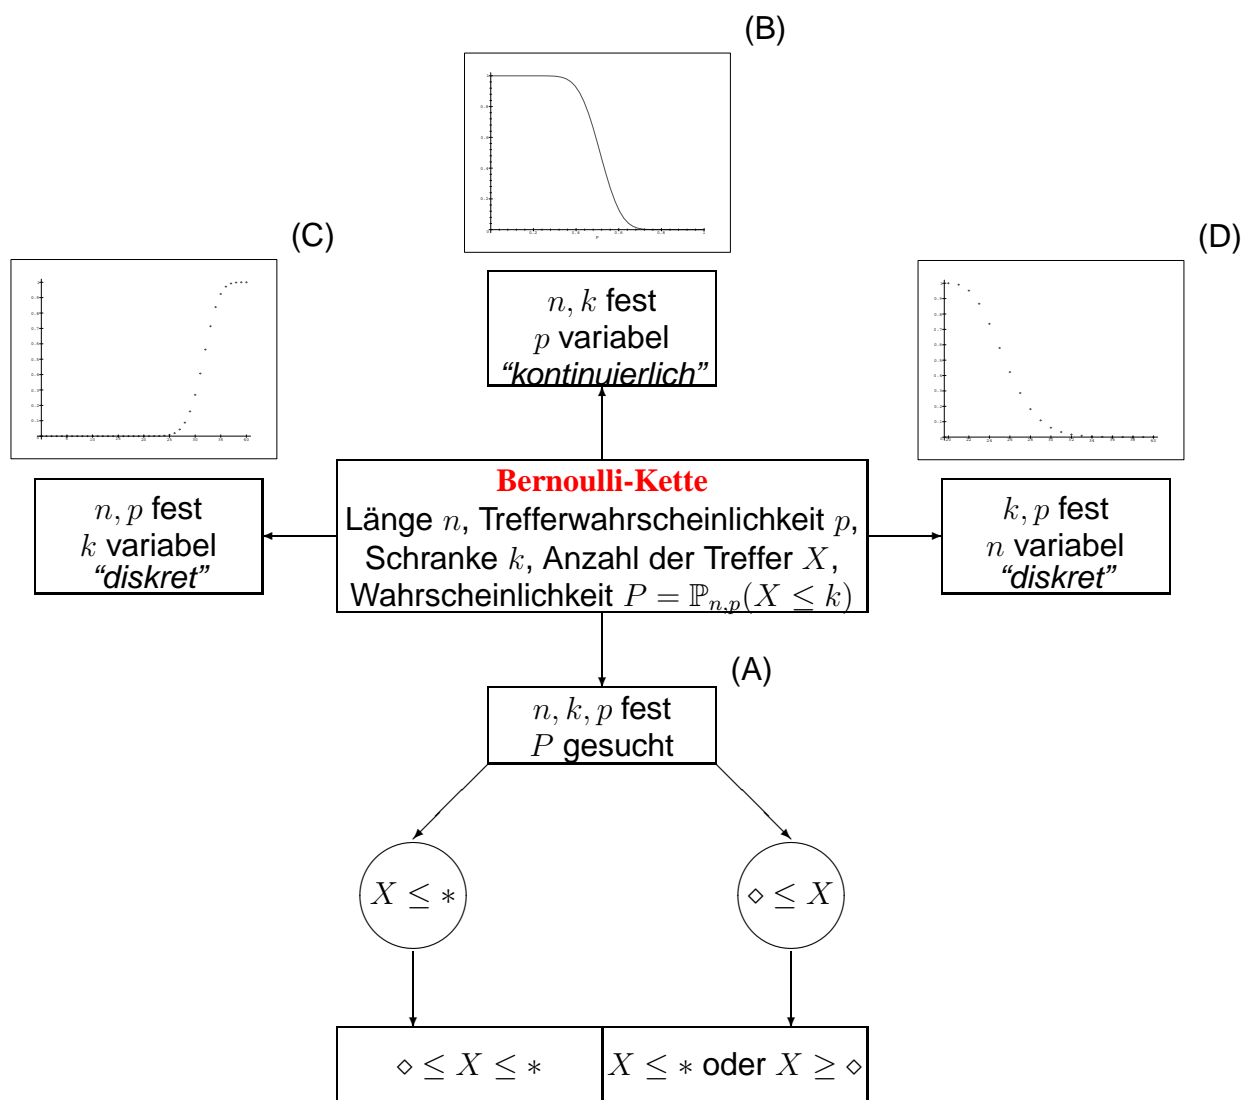 (B)
(C)
(D)
n, k fest
p variabel
“kontinuierlich”
n, p fest
k variabel
“diskret”
Bernoulli-Kette
Länge n, Trefferwahrscheinlichkeit p,
Schranke k, Anzahl der Treffer X,
Wahrscheinlichkeit P = ℙn,p(X ≤ k)
k, p fest
n variabel
“diskret”
(A)
n, k, p fest
P gesucht
X ≤ ∗
⋄ ≤ X
⋄ ≤ X ≤ ∗
X ≤ ∗ oder X ≥ ⋄